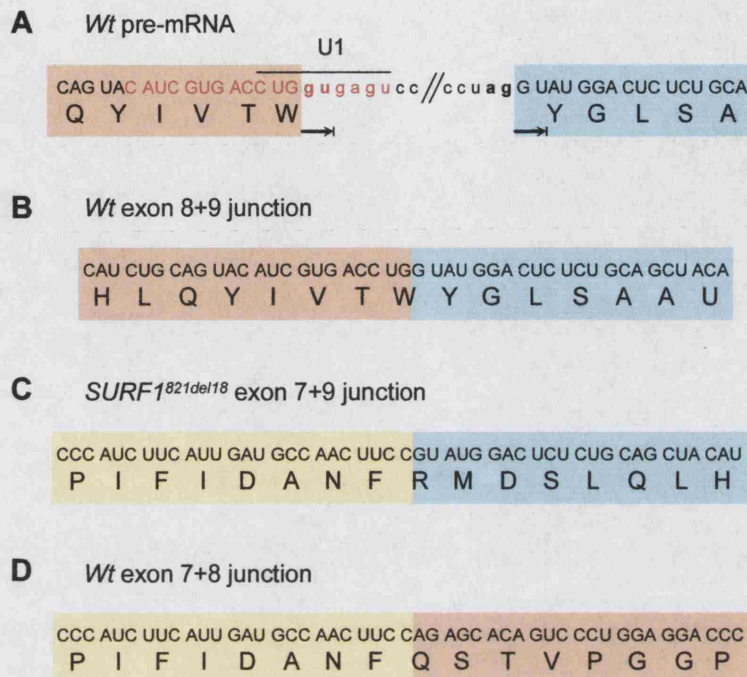 A Wt pre-mRNA
U1
CAG UAC AUC GUG ACC UG gugagucc//ccuag G UAU GGA CUC UCU GCA
Q Y I V T W Y G L S A
B Wt exon 8+9 junction
CAU CUG CAG UAC AUC GUG ACC UGG UAU GGA CUC UCU GCA GCU ACA
H L Q Y I V T W Y G L S A A U
C SURF1821del18 exon 7+9 junction
CCC AUC UUC AUU GAU GCC AAC UUC CGU AUG GAC UCU CUG CAG CUA CAU
P I F I D A N F R M D S L Q L H
D Wt exon 7+8 junction
CCC AUC UUC AUU GAU GCC AAC UUC CAG AGC ACA GUC CCU GGA GGA CCC
P I F I D A N F Q S T V P G G P